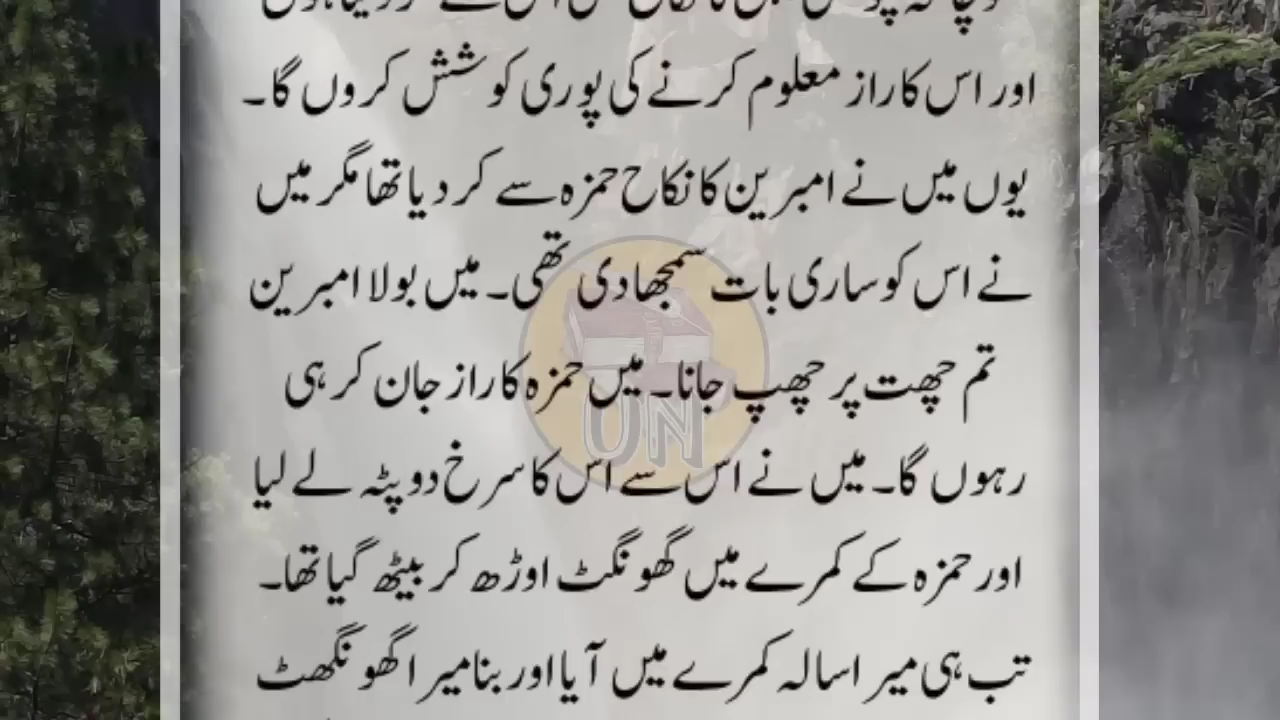 اور اس کا راز معلوم کرنے کی پوری کوشش کروں گا۔
یوں میں نے امبرین کا نکاح حمزہ سے کر دیا تھا مگر میں
نے اس کو ساری بات سمجھا دی تھی۔ میں بولا امبرین
تم چھت پر چھپ جانا۔ میں حمزہ کا راز جان کر ہی
UN
رہوں گا۔ میں نے اس سے اس کا سرخ دوپٹہ لے لیا
اور حمزہ کے کمرے میں گھونگٹ اوڑھ کر بیٹھ گیا تھا۔
تب ہی میرا سالہ کمرے میں آیا اور بنا میرا گھونگھٹ